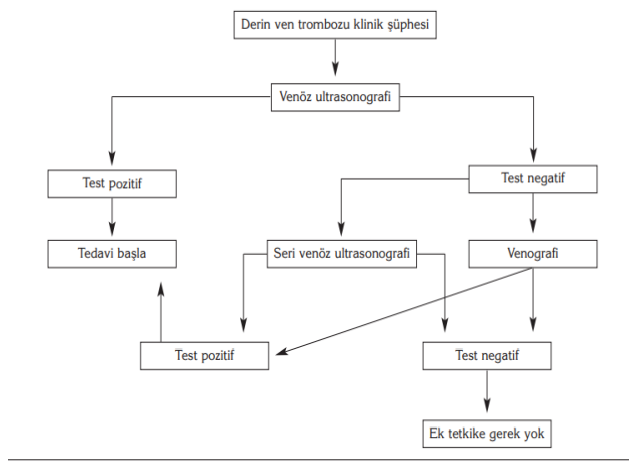 Derin ven trombozu klinik şüphesi
Venöz ultrasonografi
Test pozitif
Test negatif
Tedavi başla
Seri venöz ultrasonografi
Venografi
Test pozitif
Test negatif
Ek tetkike gerek yok